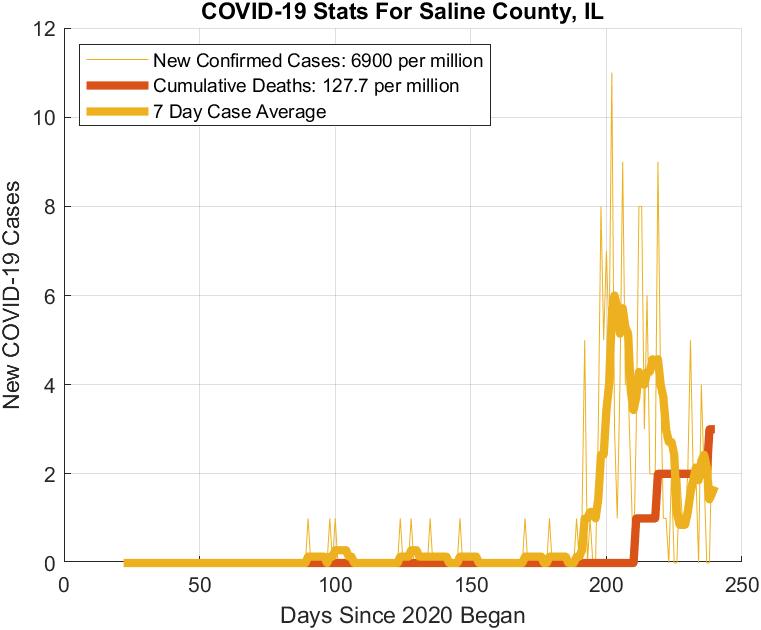 COVID-19 Stats For Saline County, IL
12
New Confirmed Cases: 6900 per million
Cumulative Deaths: 127.7 per million
7 Day Case Average
10
8
6
4
2
0
New COVID-19 Cases
0 50 100 150 200 250
Days Since 2020 Began